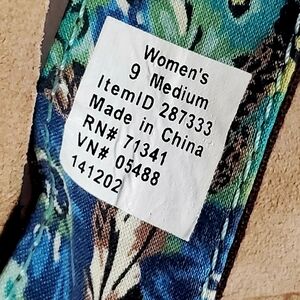 Women's
9 Medium
ItemID 287333
Made in China
RN# 71341
VN# 05488
141202